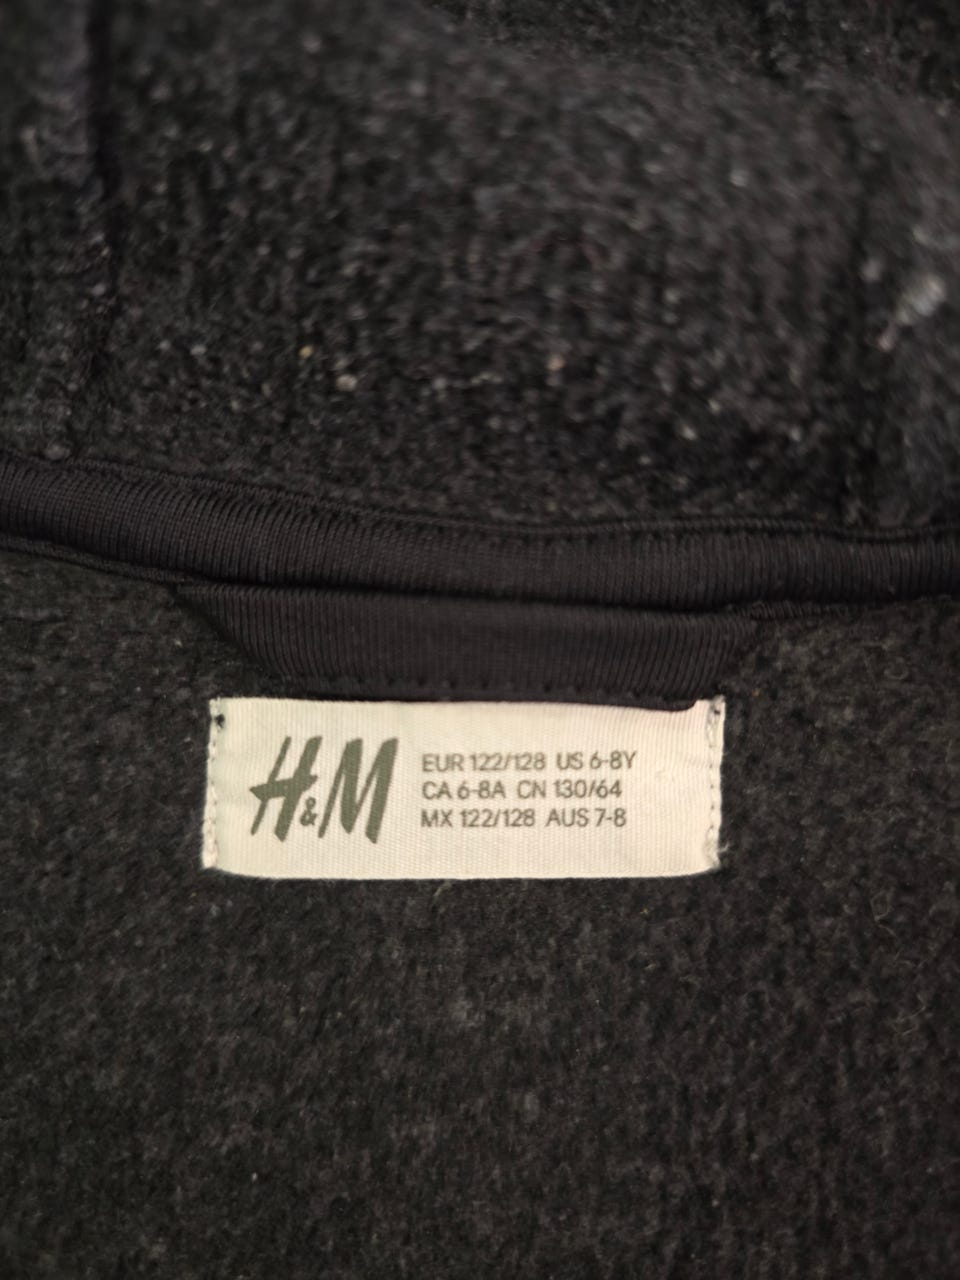 H&M
EUR 122/128 US 6-8Y
CA 6-8A CN 130/64
MX 122/128 AUS 7-8